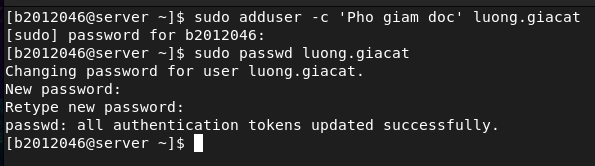 [b2012046@server ~]$ sudo adduser -c 'Pho giam doc' luong.giacat
[sudo] password for b2012046:
[b2012046@server ~]$ sudo passwd luong.giacat
Changing password for user luong.giacat.
New password:
Retype new password:
passwd: all authentication tokens updated successfully.
[b2012046@server ~]$